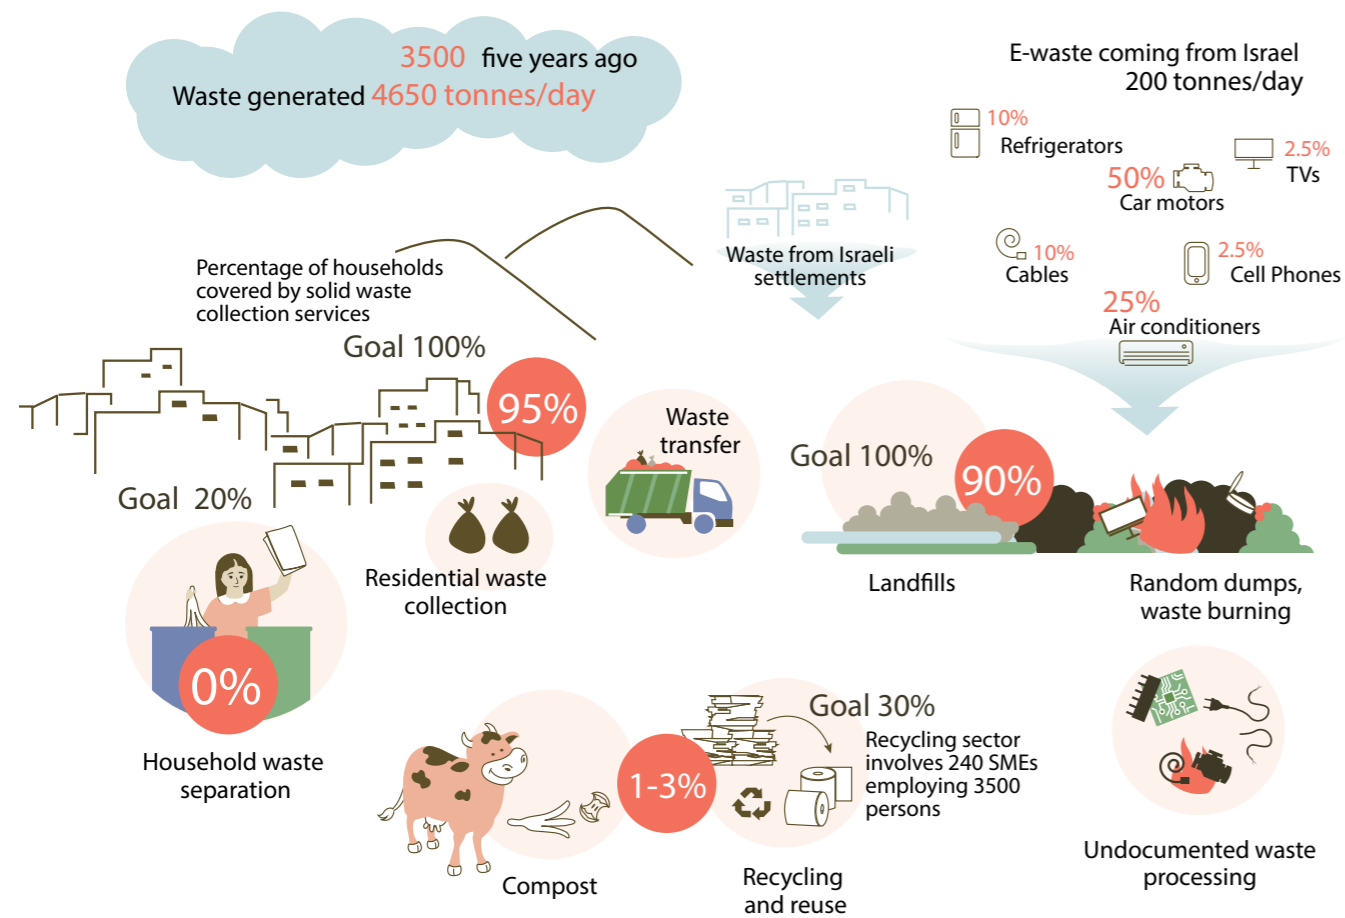 3500 five years ago
Waste generated 4650 tonnes/day
E-waste coming from Israel
200 tonnes/day
10%
Refrigerators
2.5%
TVs
50%
Car motors
10%
Cables
2.5%
Cell Phones
25%
Air conditioners
Waste from Israeli
settlements
Percentage of households
covered by solid waste
collection services
Goal 100%
95%
Waste
transfer
Goal 100%
90%
Goal 20%
Residential waste
collection
Landfills
Random dumps,
waste burning
0%
Household waste
separation
Goal 30%
Recycling sector
involves 240 SMEs
employing 3500
persons
1-3%
Compost
Recycling
and reuse
Undocumented waste
processing